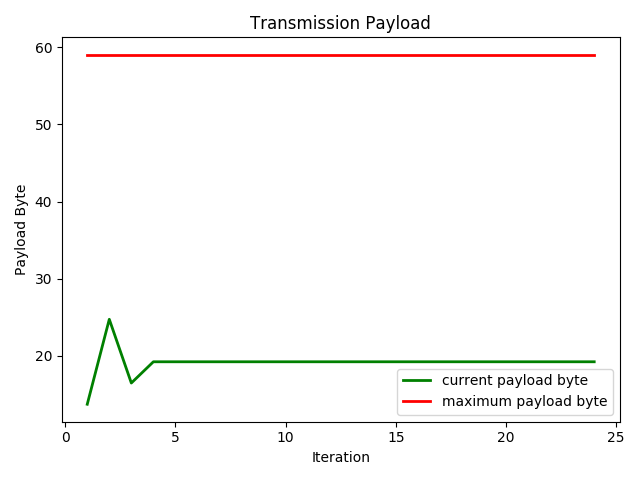 Transmission Payload
60
50
40
30
20
Payload Byte
current payload byte
maximum payload byte
0 5 10 15 20 25
Iteration